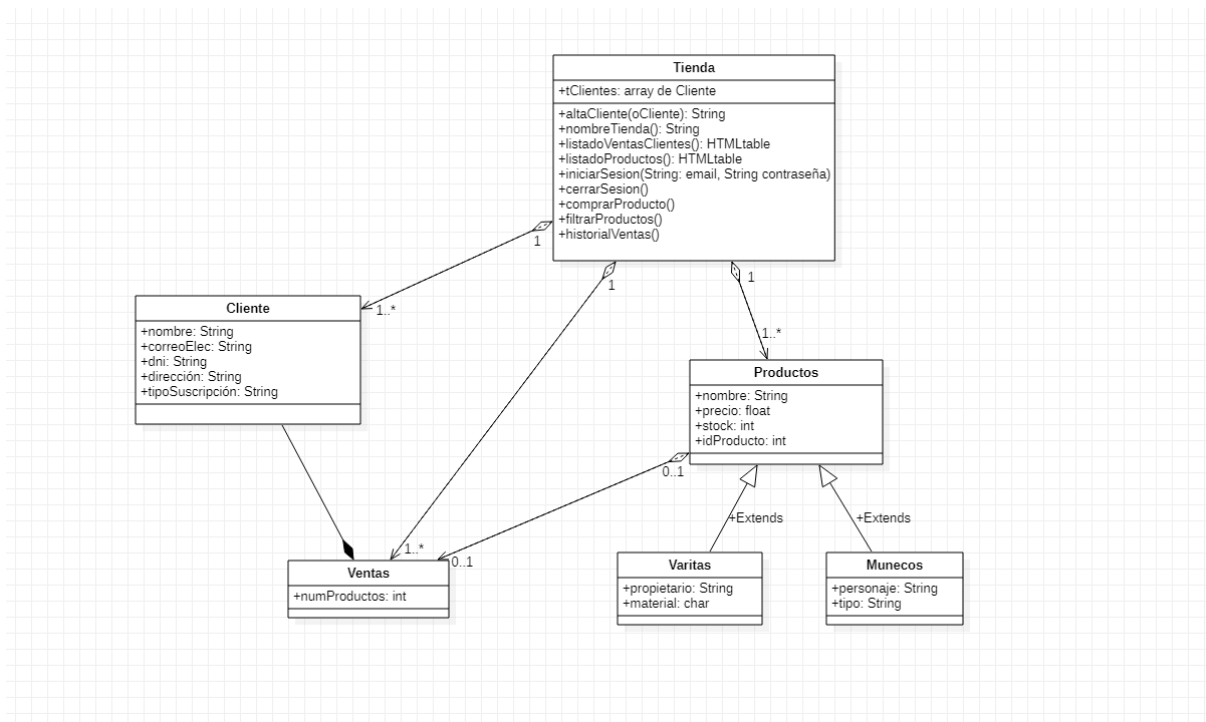 Tienda
+tClientes: array de Cliente
+altaCliente(oCliente): String
+nombreTienda(): String
+listadoVentasClientes(): HTMLtable
+listadoProductos(): HTMLtable
+iniciarSesion(String: email, String contraseña)
+cerrarSesion()
+comprarProducto()
+filtrarProductos()
+historialVentas()
1
1
1
1..*
1..*
Cliente
+nombre: String
+correoElec: String
+dni: String
+dirección: String
+tipoSuscripción: String
Productos
+nombre: String
+precio: float
+stock: int
+idProducto: int
0..1
+Extends
+Extends
1..*
0..1
Ventas
+numProductos: int
Varitas
+propietario: String
+material: char
Munecos
+personaje: String
+tipo: String